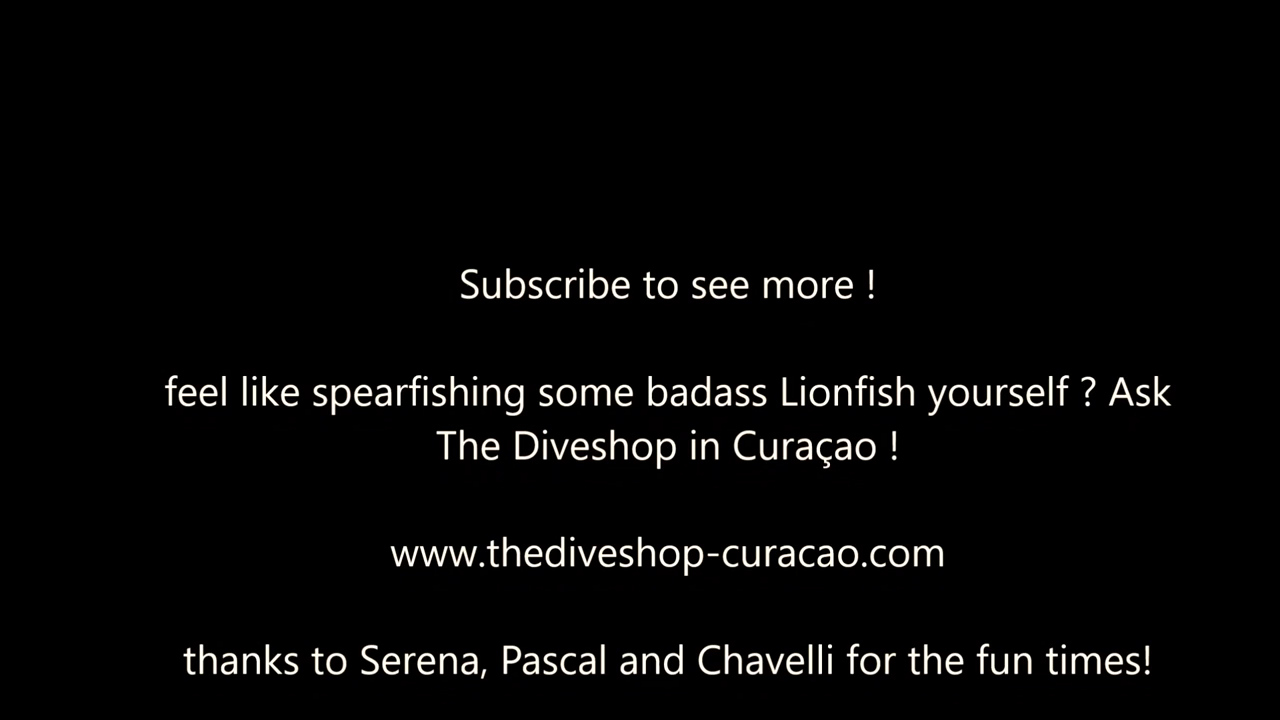 Subscribe to see more !
feel like spearfishing some badass Lionfish yourself ? Ask
The Diveshop in Curaçao !
www.thediveshop-curacao.com
thanks to Serena, Pascal and Chavelli for the fun times!